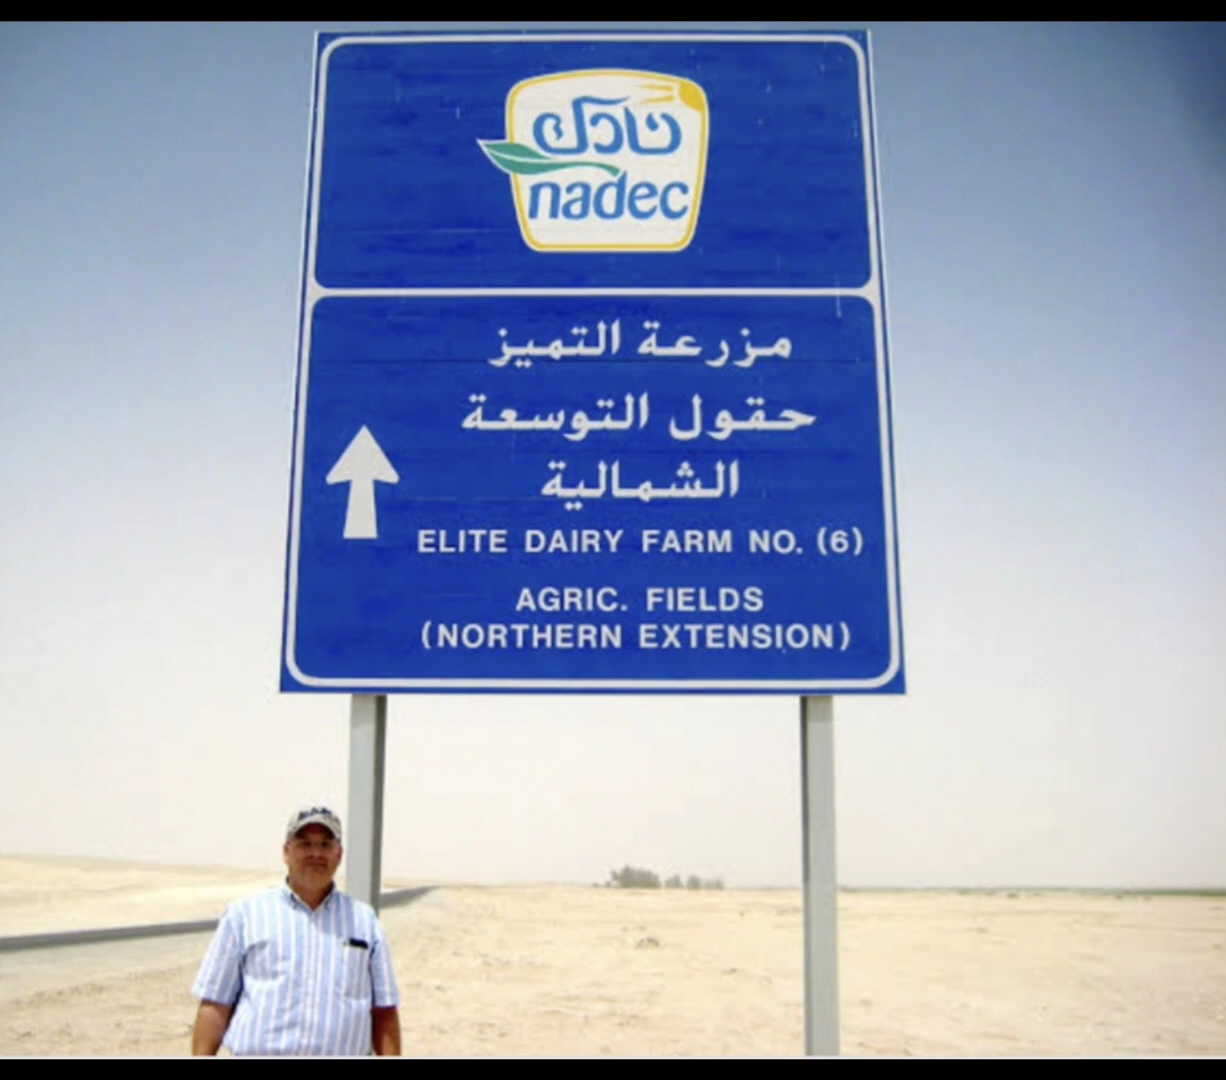 نادك
nadec
مزرعة التميز
حقول التوسعة
الشمالية
ELITE DAIRY FARM NO. (6)
AGRIC. FIELDS
(NORTHERN EXTENSION)